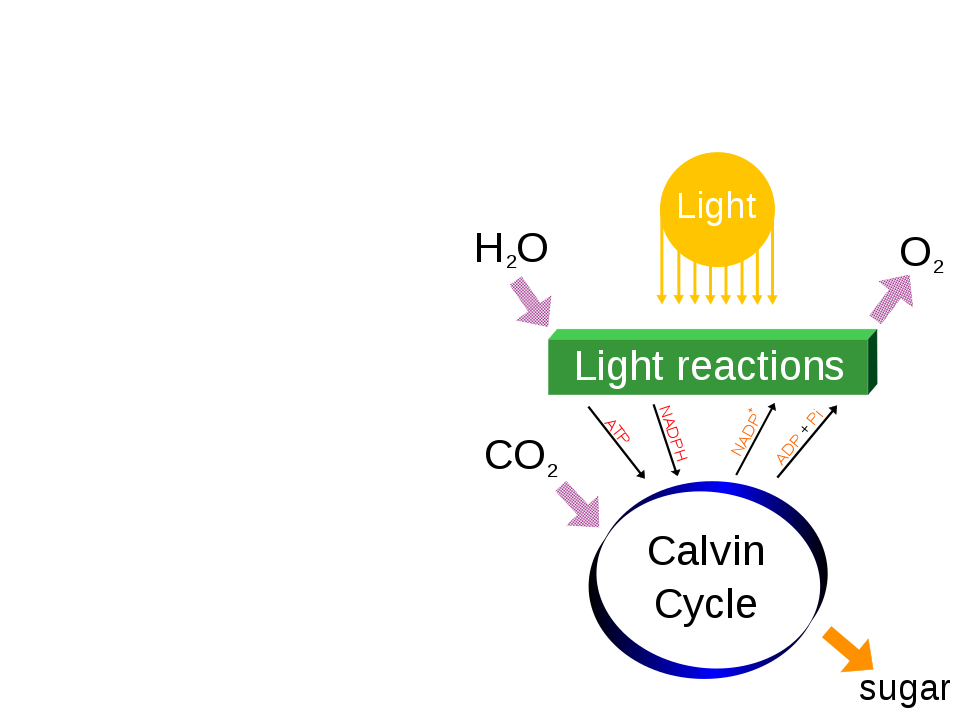 Light
H₂O
O₂
Light reactions
ATP
NADPH
NADP⁺
ADP + Pi
CO₂
Calvin
Cycle
sugar